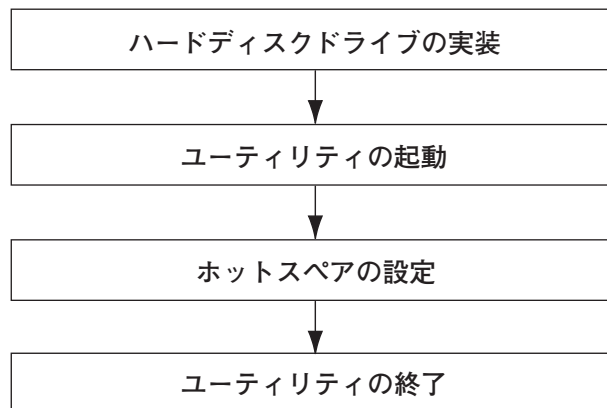 ハードディスクドライブの実装
ユーティリティの起動
ホットスペアの設定
ユーティリティの終了